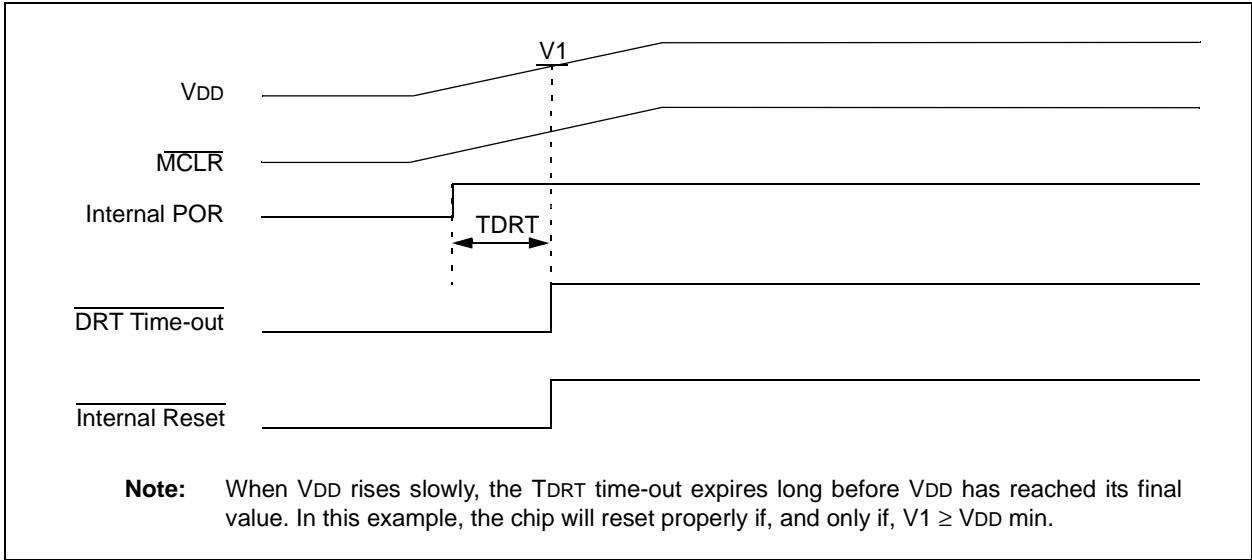 V1
VDD
MCLR
Internal POR
TDRT
DRT Time-out
Internal Reset
Note: When VDD rises slowly, the TDRT time-out expires long before VDD has reached its final
value. In this example, the chip will reset properly if, and only if, V1 ≥ VDD min.